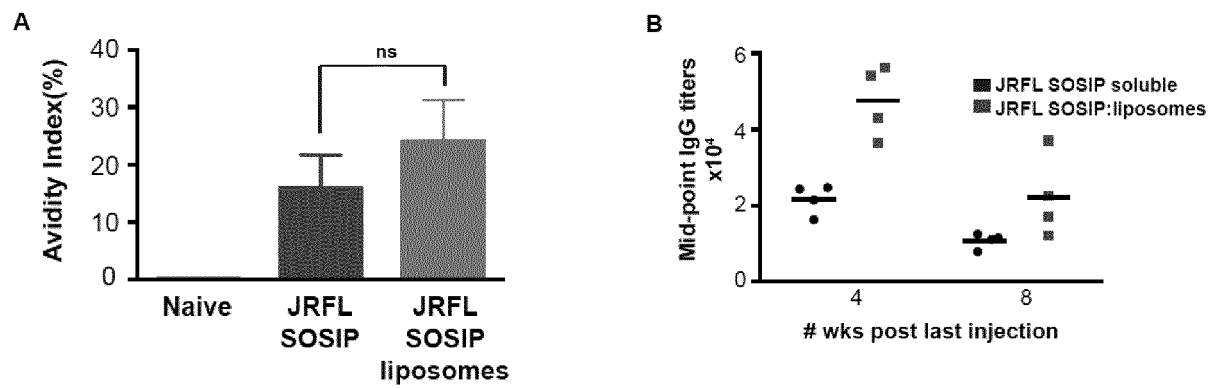 A
Avidity Index(%)
40
30
20
10
0
ns
Naive
JRFL
SOSIP
JRFL
SOSIP
liposomes
B
Mid-point IgG titers
x10⁴
6
4
2
0
JRFL SOSIP soluble
JRFL SOSIP:liposomes
4
8
# wks post last injection